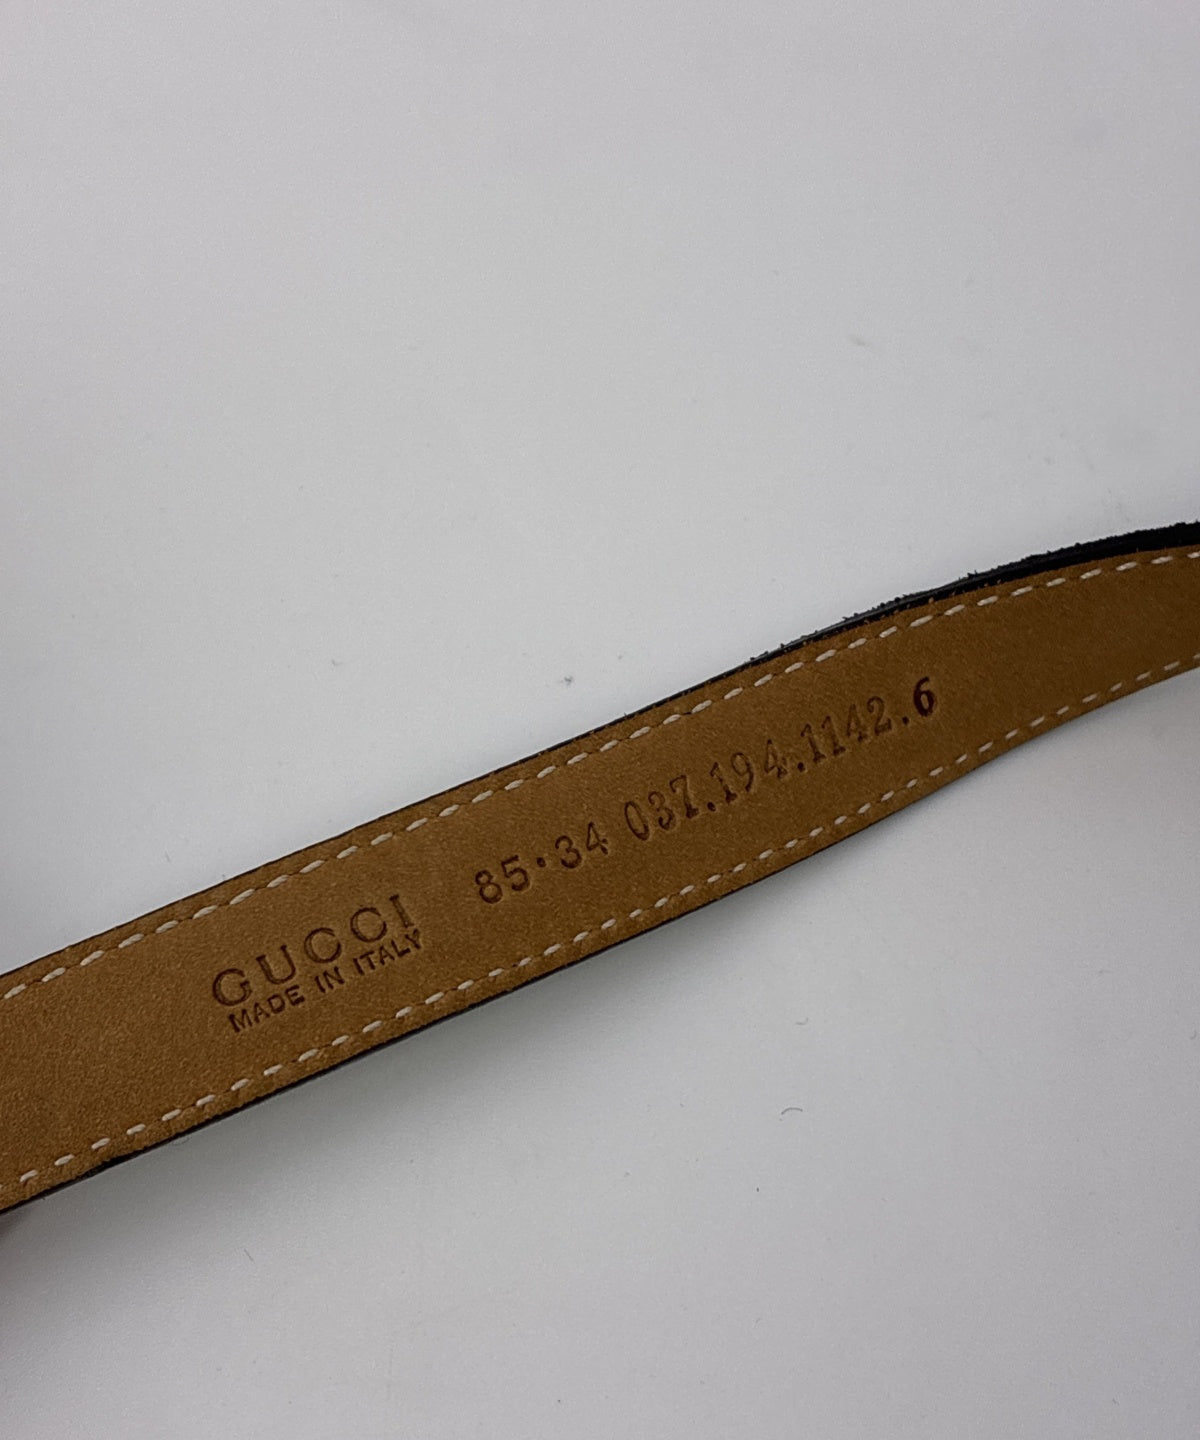 GUCCI
MADE IN ITALY
85·34 037.194.1142.6